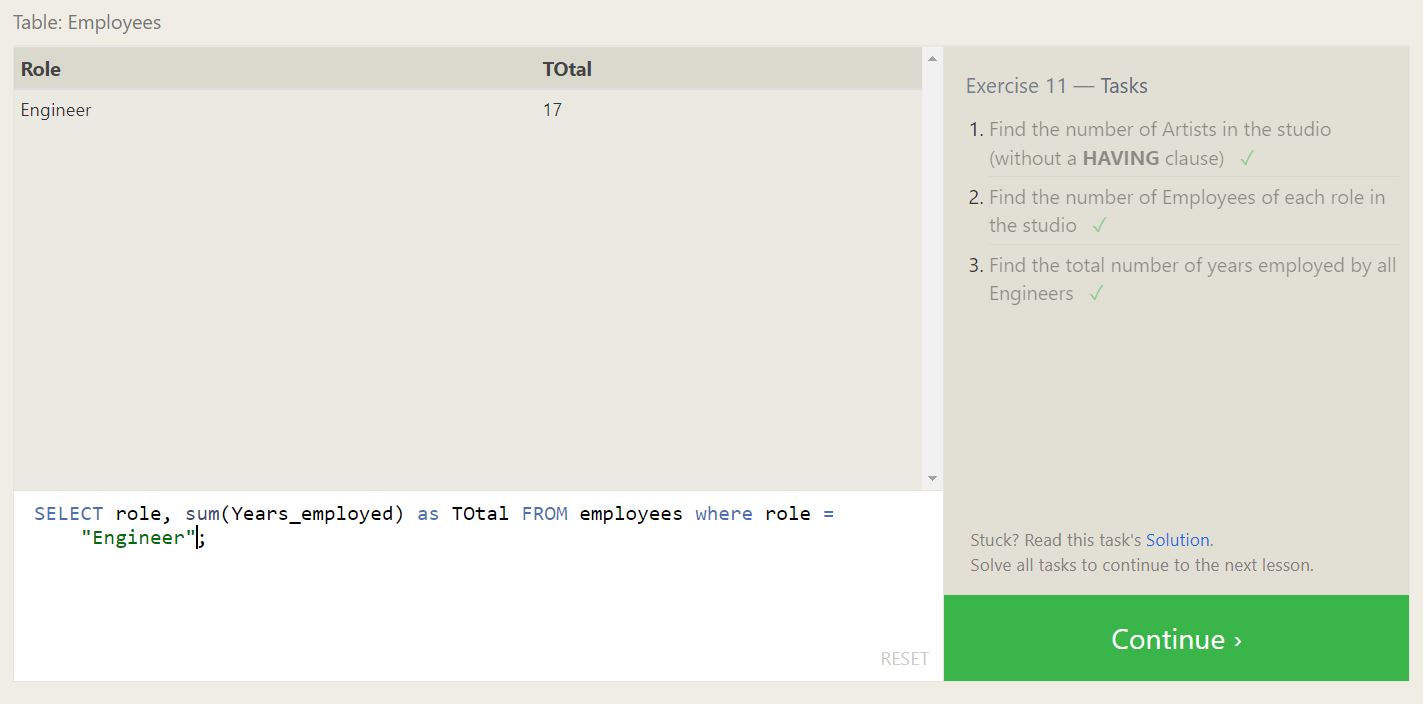 Table: Employees
Role TOtal
Engineer 17
SELECT role, sum(Years_employed) as TOtal FROM employees where role =
"Engineer";
RESET
Exercise 11 — Tasks
1. Find the number of Artists in the studio
(without a HAVING clause) ✓
2. Find the number of Employees of each role in
the studio ✓
3. Find the total number of years employed by all
Engineers ✓
Stuck? Read this task's Solution.
Solve all tasks to continue to the next lesson.
Continue ›